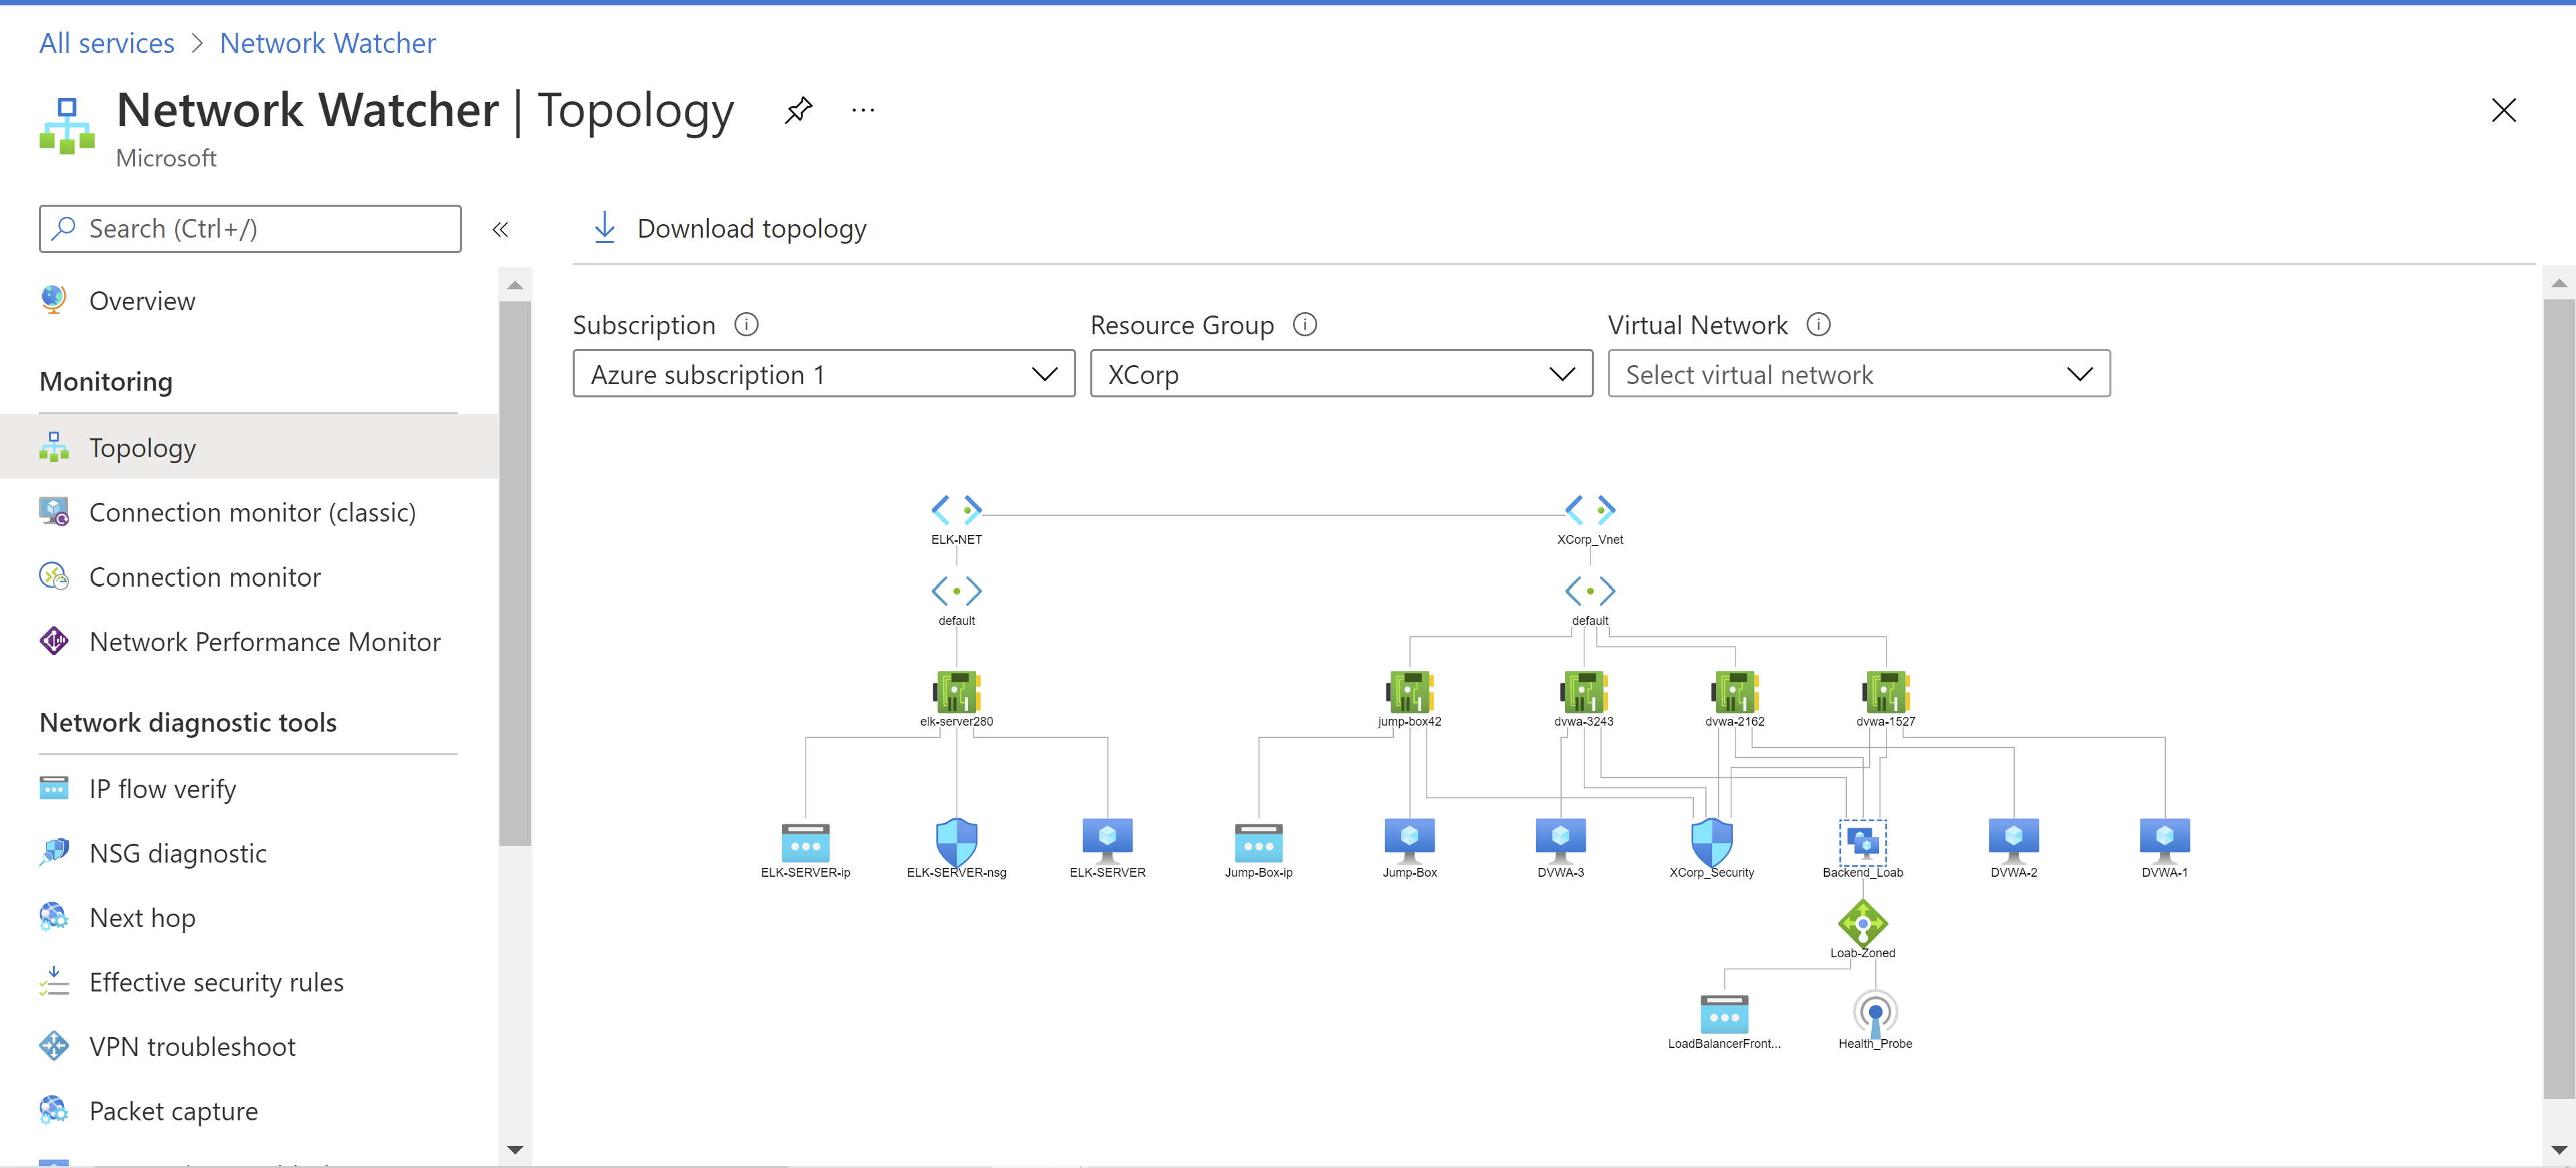 All services > Network Watcher
Network Watcher | Topology
Microsoft
Search (Ctrl+/)
Overview
Monitoring
Topology
Connection monitor (classic)
Connection monitor
Network Performance Monitor
Network diagnostic tools
IP flow verify
NSG diagnostic
Next hop
Effective security rules
VPN troubleshoot
Packet capture
Download topology
Subscription Resource Group Virtual Network
Azure subscription 1 XCorp Select virtual network
ELK-NET XCorp_Vnet
default default
elk-server280 jump-box42 dvwa-3243 dvwa-2162 dvwa-1527
ELK-SERVER-ip ELK-SERVER-nsg ELK-SERVER Jump-Box-ip Jump-Box DVWA-3 XCorp_Security Backend_Loab DVWA-2 DVWA-1
Loab-Zoned
LoadBalancerFront... Health_Probe